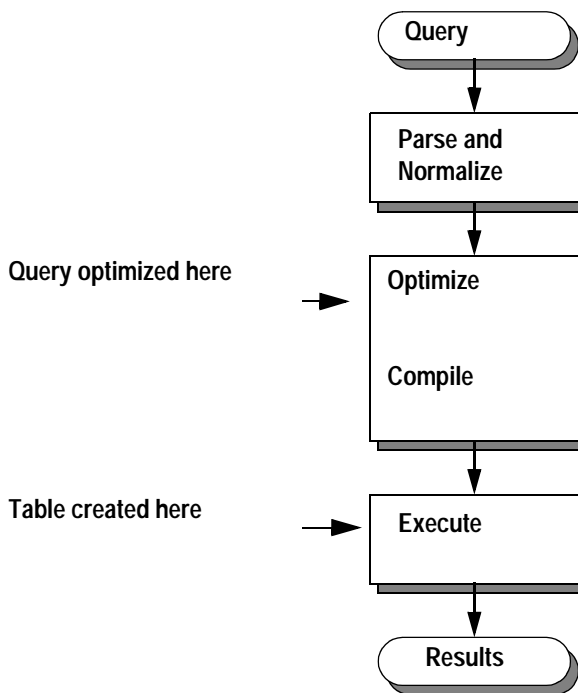 Query
Parse and
Normalize
Query optimized here
Optimize
Compile
Table created here
Execute
Results